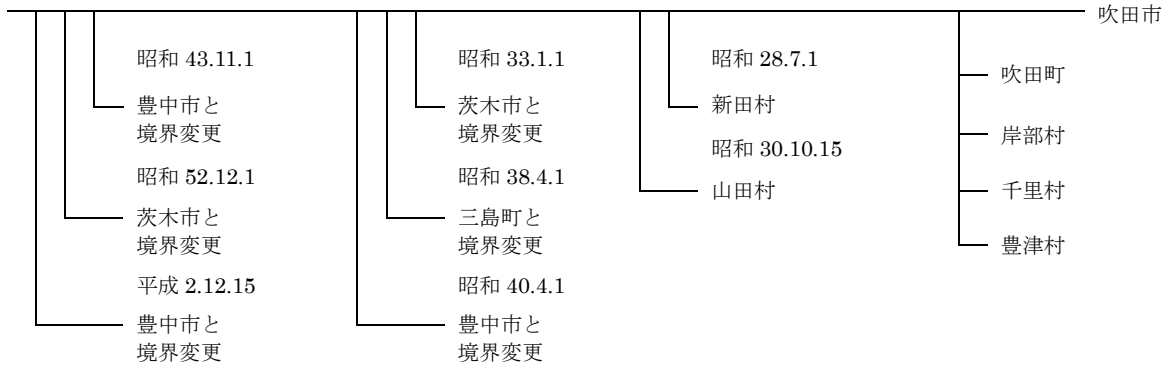 吹田市
昭和 43.11.1
豊中市と
境界変更
昭和 52.12.1
茨木市と
境界変更
平成 2.12.15
豊中市と
境界変更
昭和 33.1.1
茨木市と
境界変更
昭和 38.4.1
三島町と
境界変更
昭和 40.4.1
豊中市と
境界変更
昭和 28.7.1
新田村
昭和 30.10.15
山田村
吹田町
岸部村
千里村
豊津村